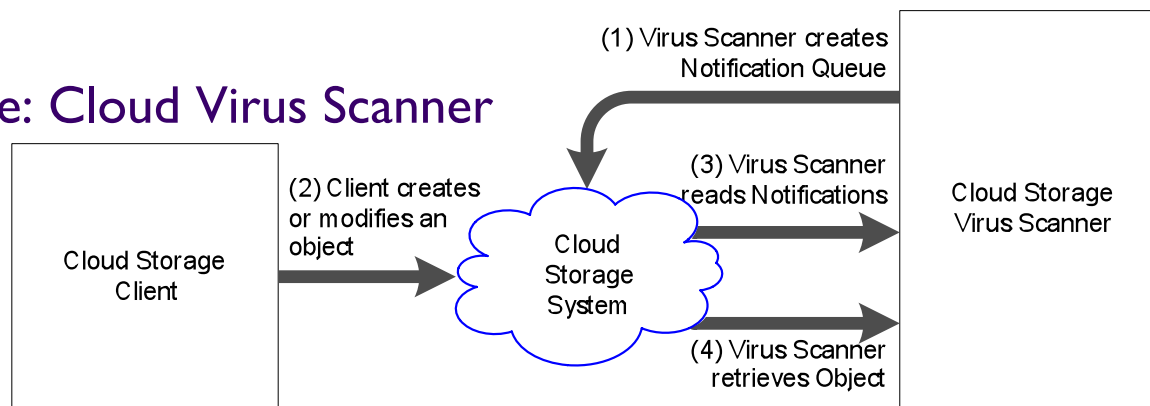 (1) Virus Scanner creates
Notification Queue
e: Cloud Virus Scanner
(2) Client creates
or modifies an
object
(3) Virus Scanner
reads Notifications
Cloud Storage
Virus Scanner
Cloud Storage
Client
Cloud
Storage
System
(4) Virus Scanner
retrieves Object